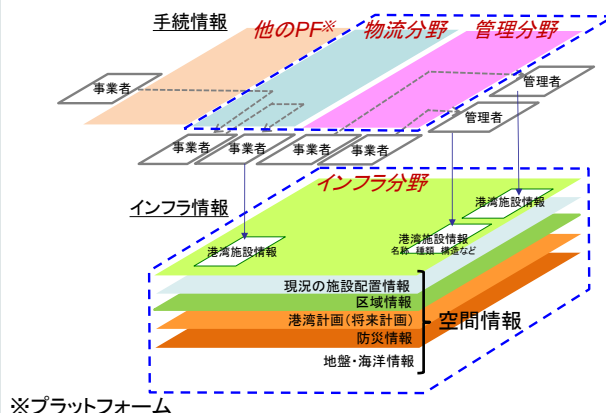 手続情報
他のPF※
物流分野
管理分野
事業者
管理者
管理者
事業者
事業者
事業者
事業者
インフラ分野
インフラ情報
港湾施設情報
港湾施設情報
名称 種類 構造など
港湾施設情報
現況の施設配置情報
区域情報
港湾計画(将来計画)
空間情報
防災情報
地盤・海洋情報
※プラットフォーム